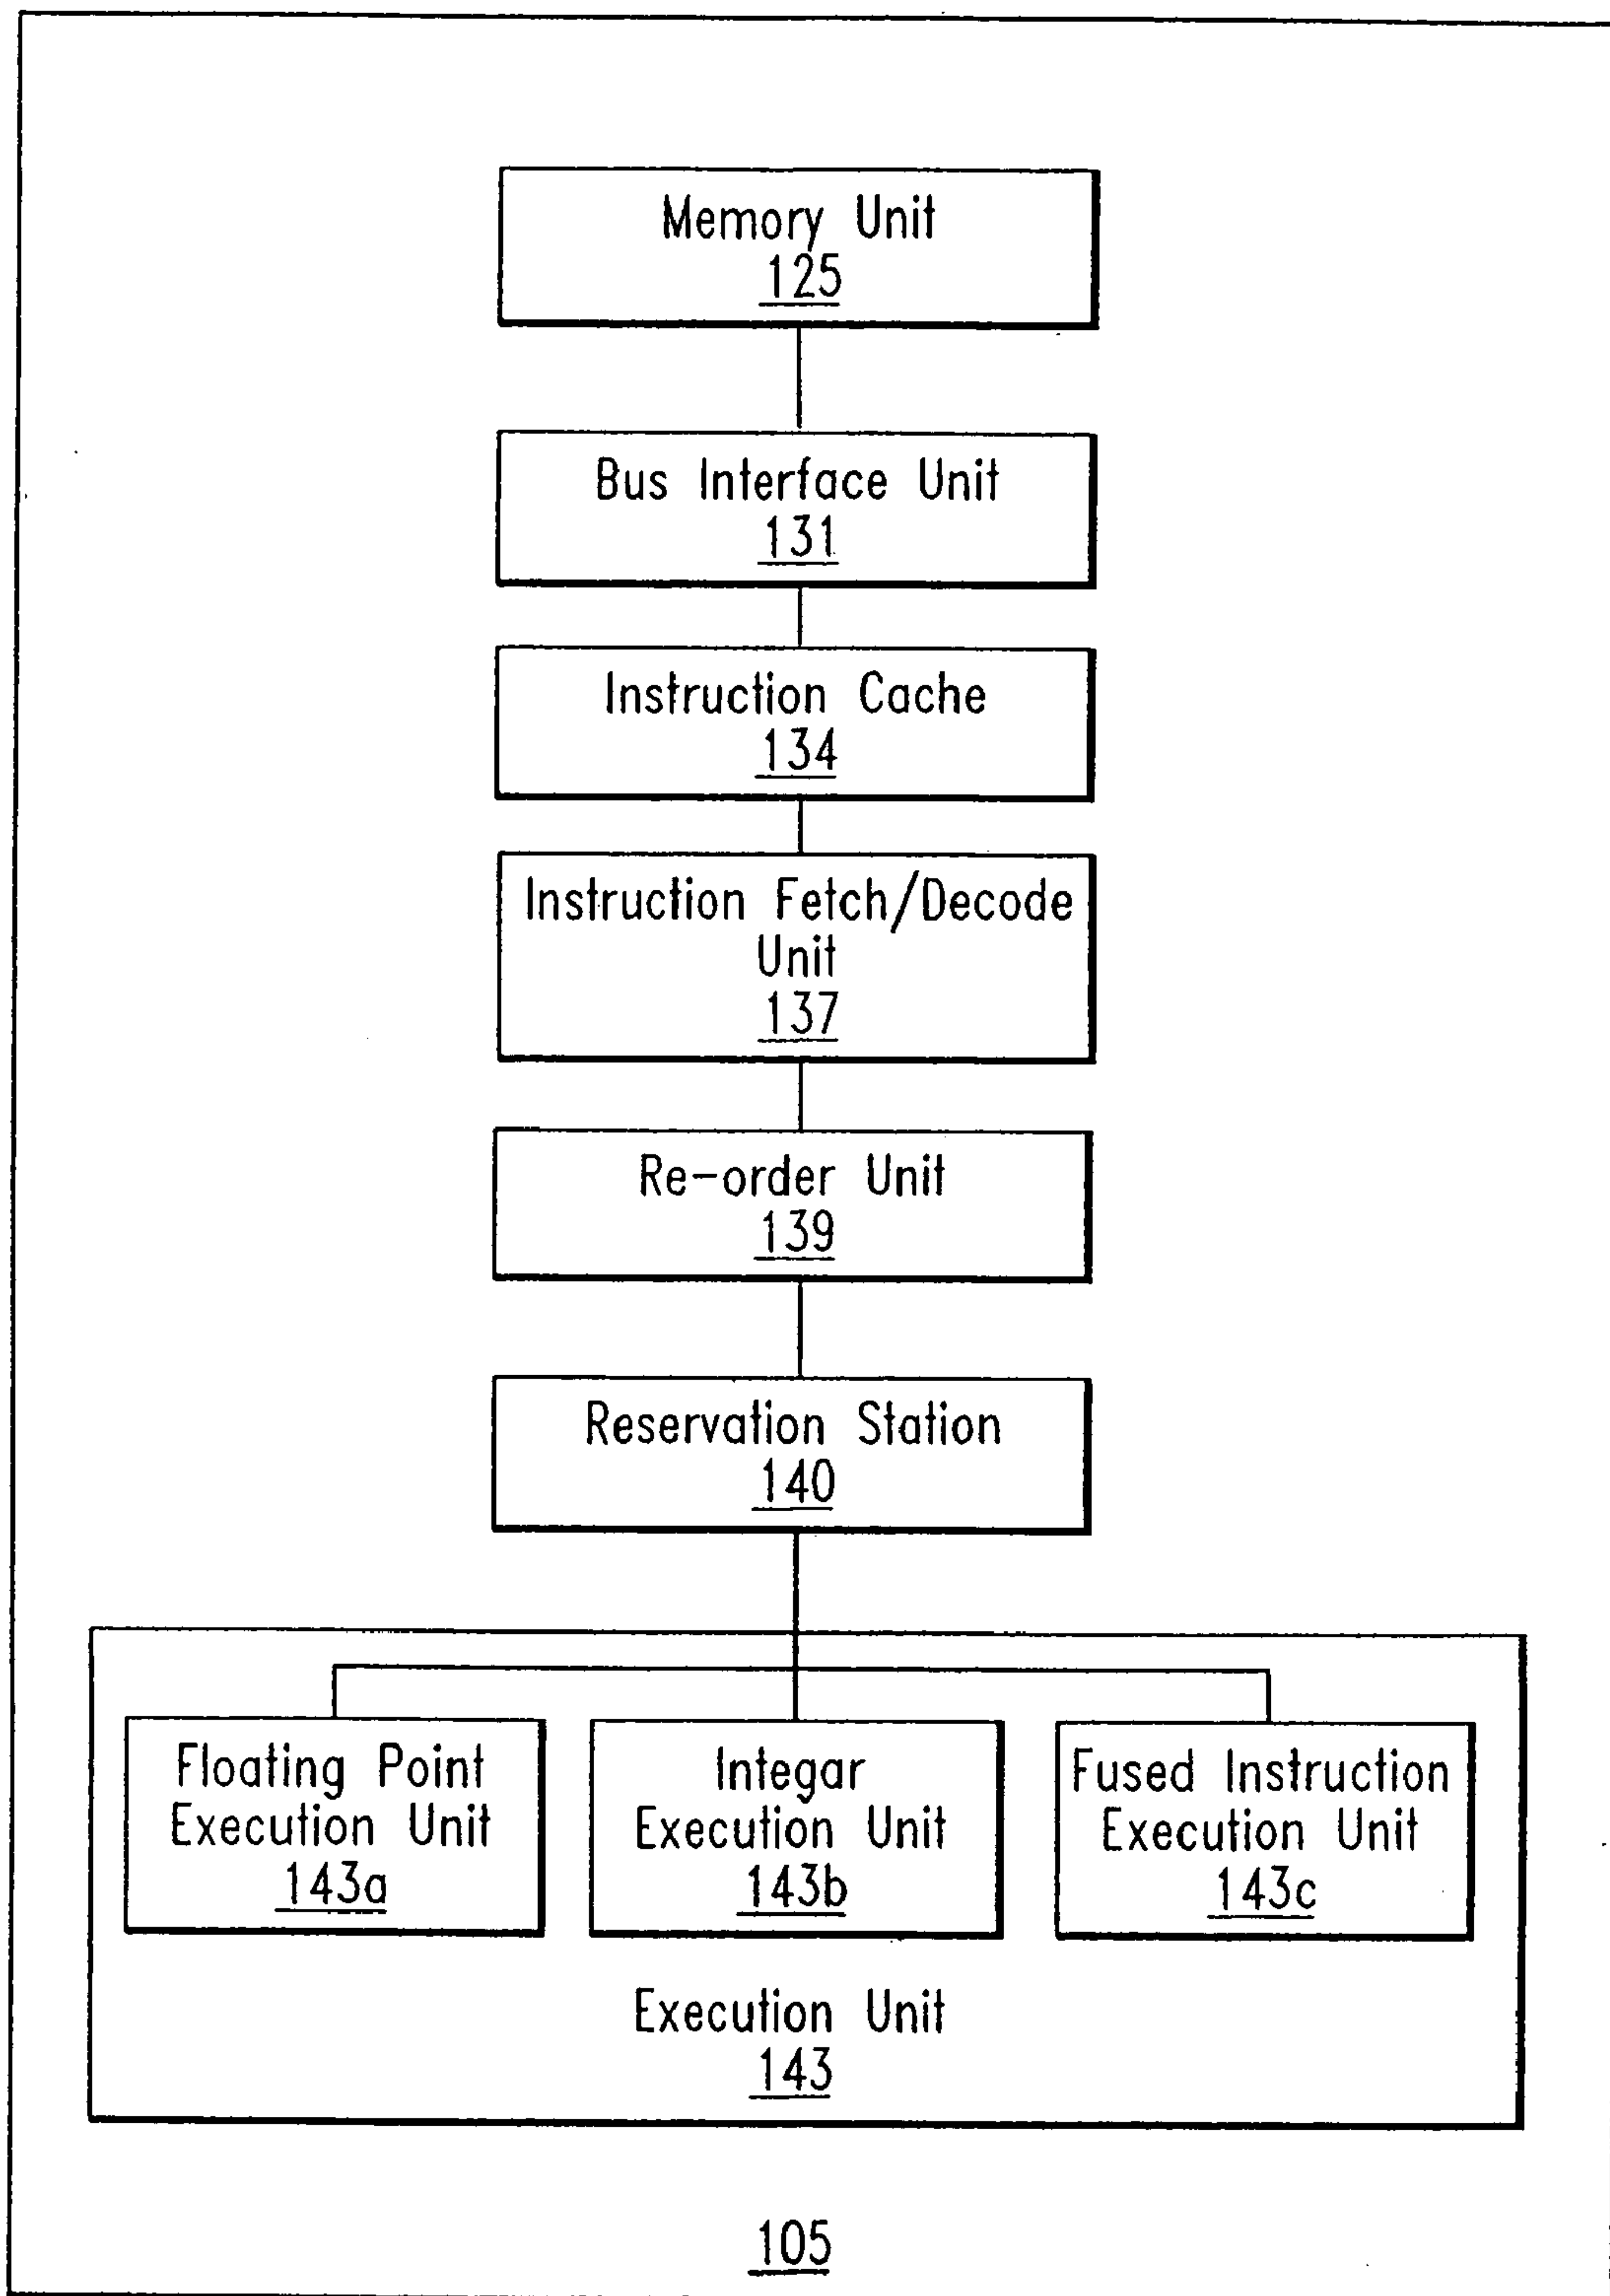 Memory Unit
125
Bus Interface Unit
131
Instruction Cache
134
Instruction Fetch/Decode
Unit
137
Re-order Unit
139
Reservation Station
140
Floating Point
Execution Unit
143a
Integar
Execution Unit
143b
Fused Instruction
Execution Unit
143c
Execution Unit
143
105